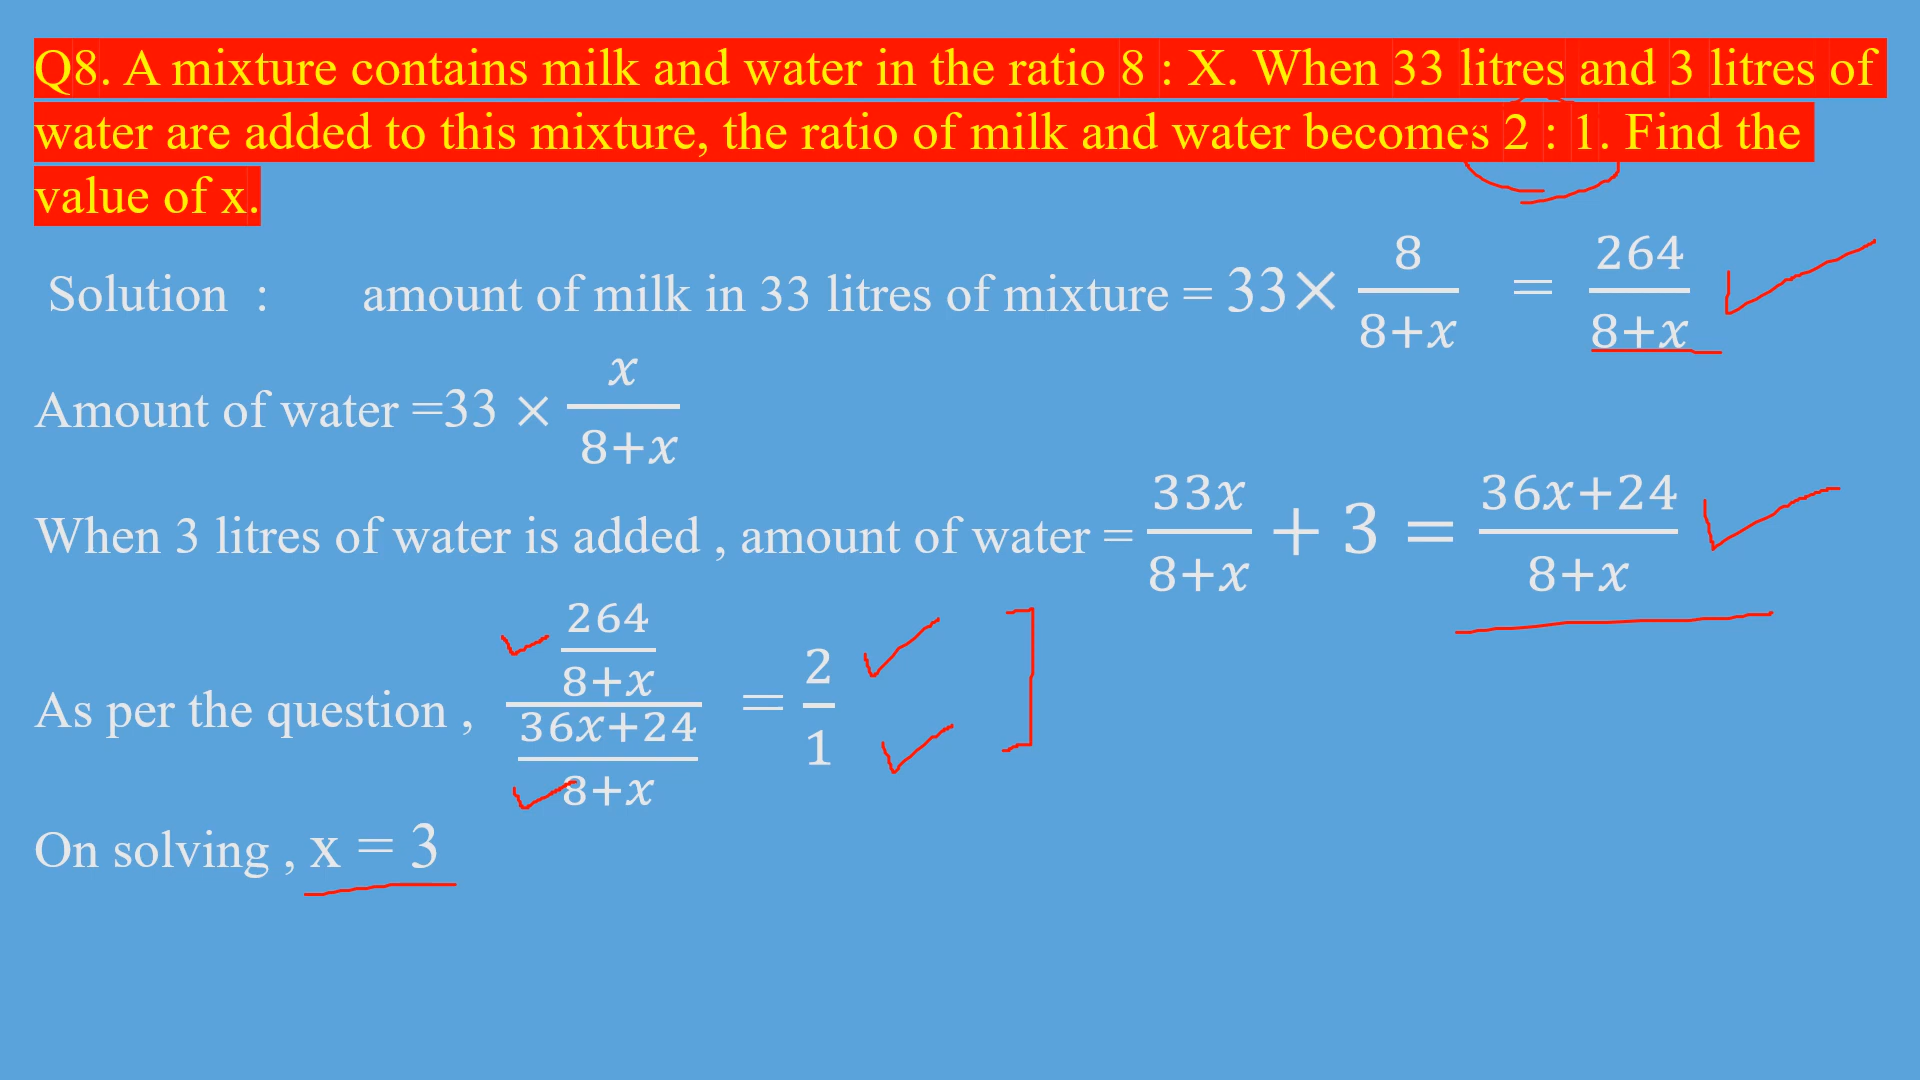 Q8. A mixture contains milk and water in the ratio 8 : X. When 33 litres and 3 litres of
water are added to this mixture, the ratio of milk and water becomes 2 : 1. Find the
value of x.
Solution : amount of milk in 33 litres of mixture = 33× 8/(8+x) = 264/(8+x)
Amount of water =33 × x/(8+x)
When 3 litres of water is added , amount of water = 33x/(8+x) + 3 = (36x+24)/(8+x)
As per the question , (264/(8+x))/((36x+24)/(8+x)) = 2/1
On solving , x = 3